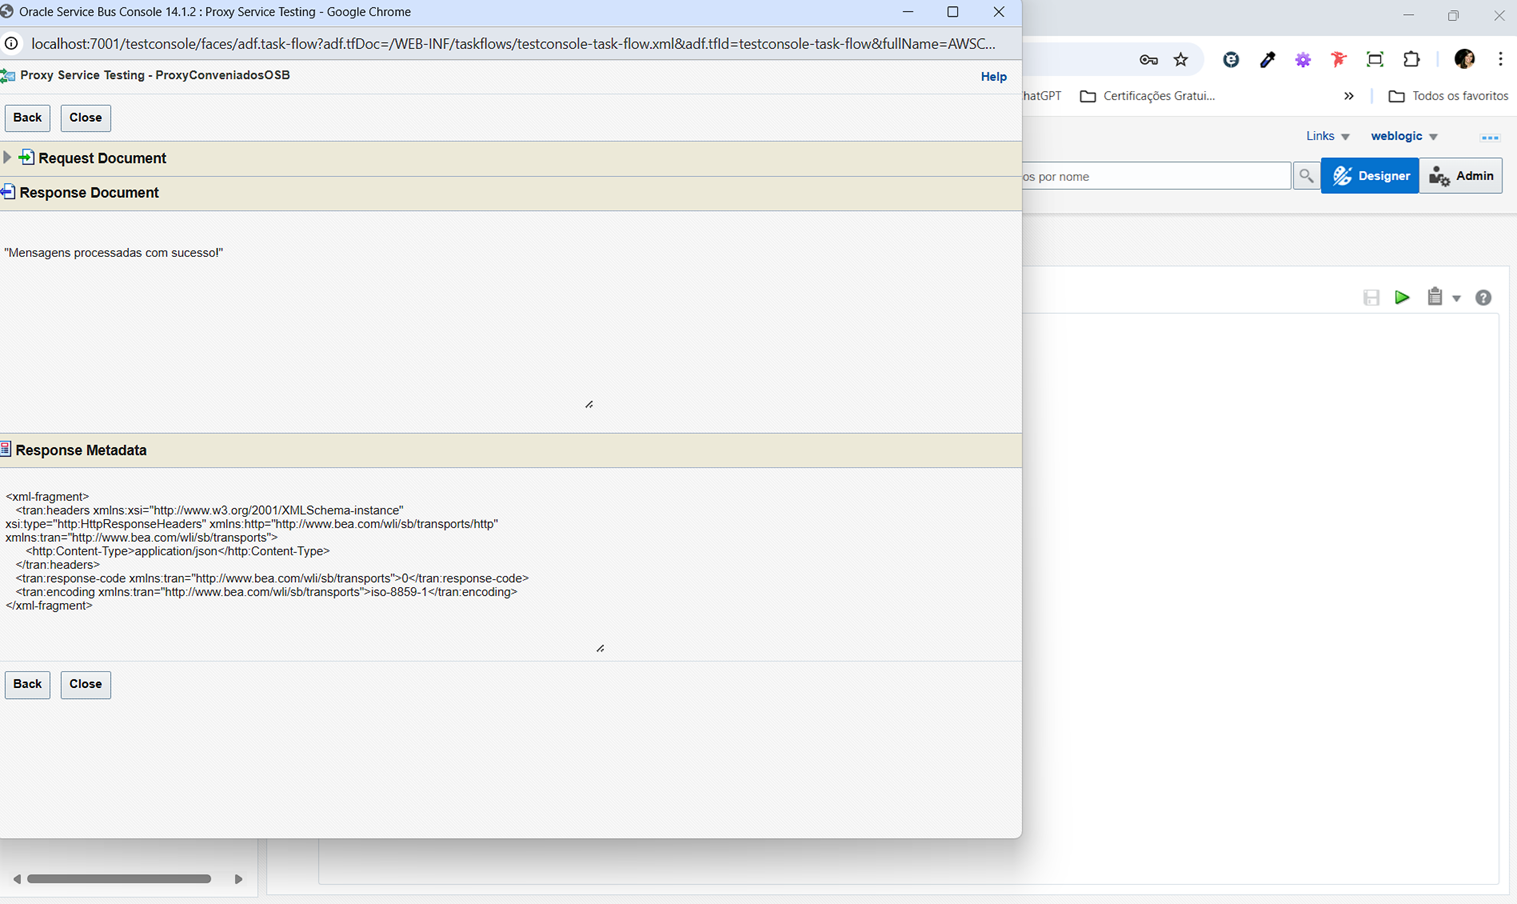 Oracle Service Bus Console 14.1.2 : Proxy Service Testing - Google Chrome
localhost:7001/testconsole/faces/adf.task-flow?adf.tfDoc=/WEB-INF/taskflows/testconsole-task-flow.xml&adf.tfId=testconsole-task-flow&fullName=AWSC...
Proxy Service Testing - ProxyConveniadosOSB
Help
Back Close
Request Document
Response Document
"Mensagens processadas com sucesso!"
Response Metadata
<xml-fragment>
<tran:headers xmlns:xsi="http://www.w3.org/2001/XMLSchema-instance"
xsi:type="http:HttpResponseHeaders" xmlns:http="http://www.bea.com/wli/sb/transports/http"
xmlns:tran="http://www.bea.com/wli/sb/transports">
<http:Content-Type>application/json</http:Content-Type>
</tran:headers>
<tran:response-code xmlns:tran="http://www.bea.com/wli/sb/transports">0</tran:response-code>
<tran:encoding xmlns:tran="http://www.bea.com/wli/sb/transports">iso-8859-1</tran:encoding>
</xml-fragment>
Back Close
hatGPT Certificações Gratui... » Todos os favoritos
Links weblogic
os por nome Designer Admin